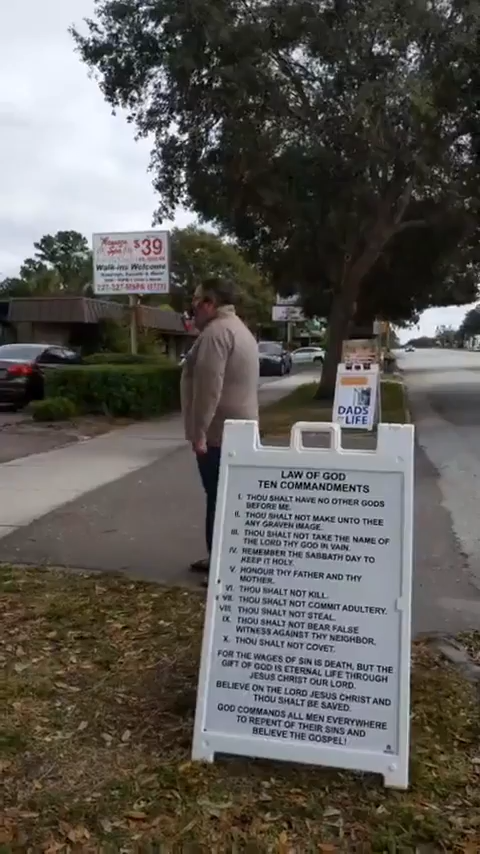 $39
Walk-ins Welcome
DADS
LIFE
LAW OF GOD
TEN COMMANDMENTS
I. THOU SHALT HAVE NO OTHER GODS
BEFORE ME.
II. THOU SHALT NOT MAKE UNTO THEE
ANY GRAVEN IMAGE.
III. THOU SHALT NOT TAKE THE NAME OF
THE LORD THY GOD IN VAIN.
IV. REMEMBER THE SABBATH DAY TO
KEEP IT HOLY.
V. HONOUR THY FATHER AND THY
MOTHER.
VI. THOU SHALT NOT KILL.
VII. THOU SHALT NOT COMMIT ADULTERY.
VIII. THOU SHALT NOT STEAL.
IX. THOU SHALT NOT BEAR FALSE
WITNESS AGAINST THY NEIGHBOR.
X. THOU SHALT NOT COVET.
FOR THE WAGES OF SIN IS DEATH, BUT THE
GIFT OF GOD IS ETERNAL LIFE THROUGH
JESUS CHRIST OUR LORD.
BELIEVE ON THE LORD JESUS CHRIST AND
THOU SHALT BE SAVED.
GOD COMMANDS ALL MEN EVERYWHERE
TO REPENT OF THEIR SINS AND
BELIEVE THE GOSPEL!